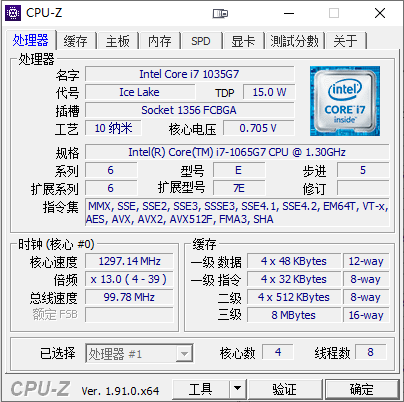 CPU-Z
处理器 缓存 主板 内存 SPD 显卡 測試分數 关于
处理器
名字 Intel Core i7 1035G7
代号 Ice Lake TDP 15.0 W
插槽 Socket 1356 FCBGA
工艺 10 纳米 核心电压 0.705 V
intel CORE i7 inside™
规格 Intel(R) Core(TM) i7-1065G7 CPU @ 1.30GHz
系列 6 型号 E 步进 5
扩展系列 6 扩展型号 7E 修订
指令集 MMX, SSE, SSE2, SSE3, SSSE3, SSE4.1, SSE4.2, EM64T, VT-x,
AES, AVX, AVX2, AVX512F, FMA3, SHA
时钟 (核心 #0)
核心速度 1297.14 MHz
倍频 x 13.0 ( 4 - 39 )
总线速度 99.78 MHz
额定 FSB
缓存
一级 数据 4 x 48 KBytes 12-way
一级 指令 4 x 32 KBytes 8-way
二级 4 x 512 KBytes 8-way
三级 8 MBytes 16-way
已选择 处理器 #1 核心数 4 线程数 8
CPU-Z Ver. 1.91.0.x64 工具 验证 确定